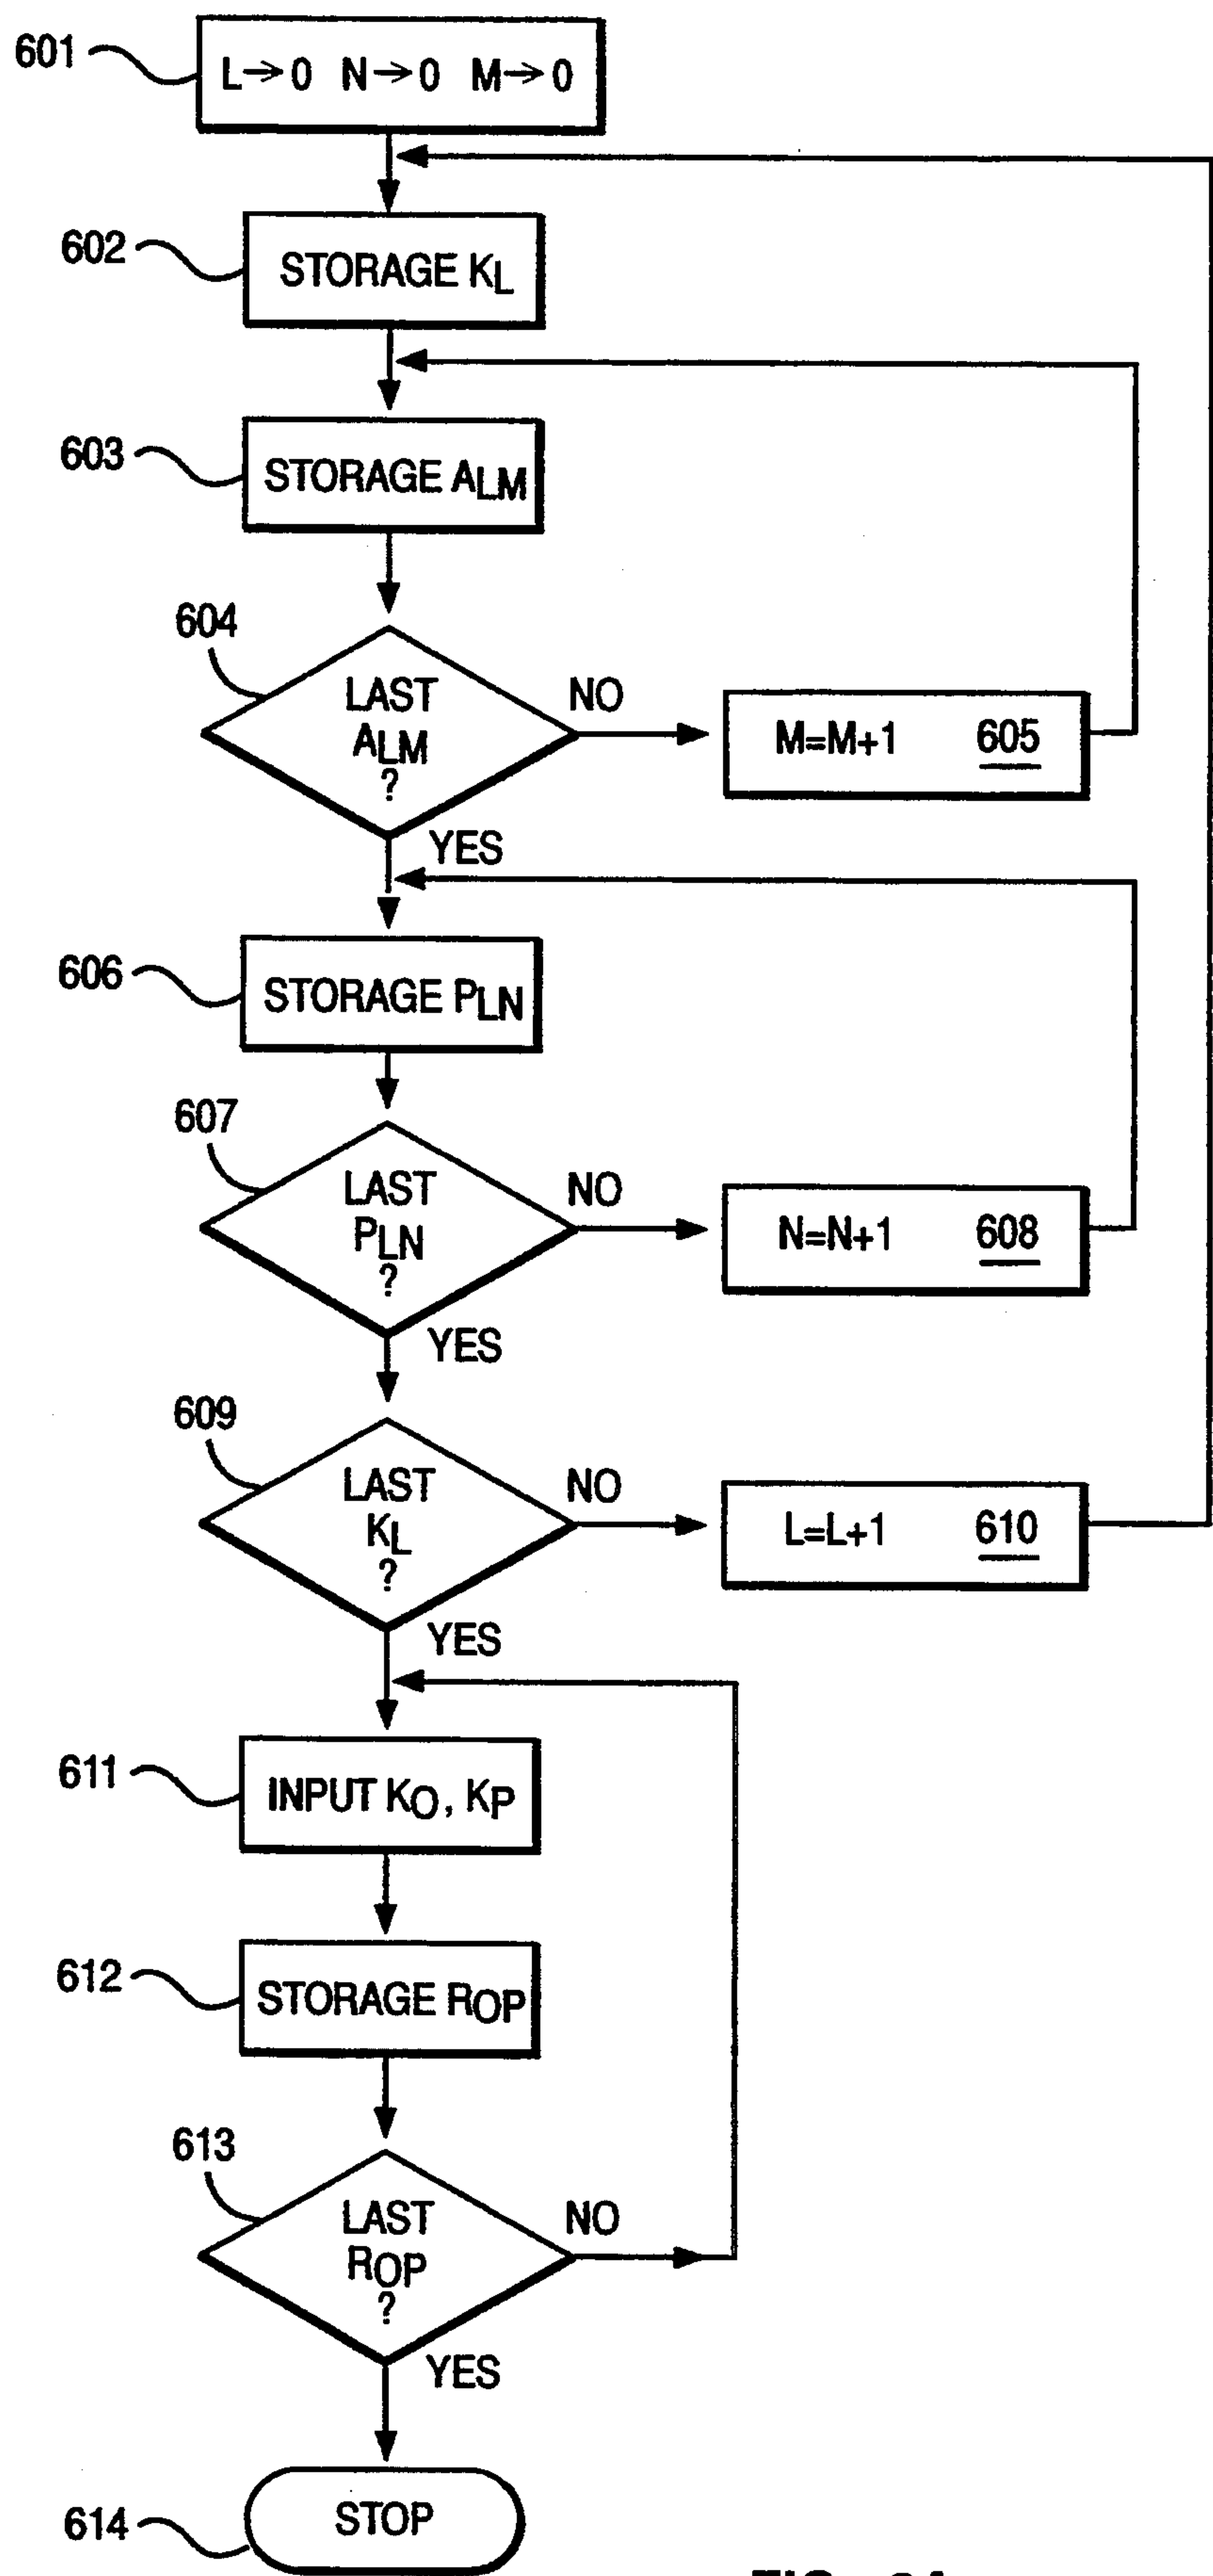 601
L→0 N→0 M→0
602
STORAGE KL
603
STORAGE ALM
604
LAST
ALM
?
NO
M=M+1 605
YES
606
STORAGE PLN
607
LAST
PLN
?
NO
N=N+1 608
YES
609
LAST
KL
?
NO
L=L+1 610
YES
611
INPUT KO, KP
612
STORAGE ROP
613
LAST
ROP
?
NO
YES
614
STOP